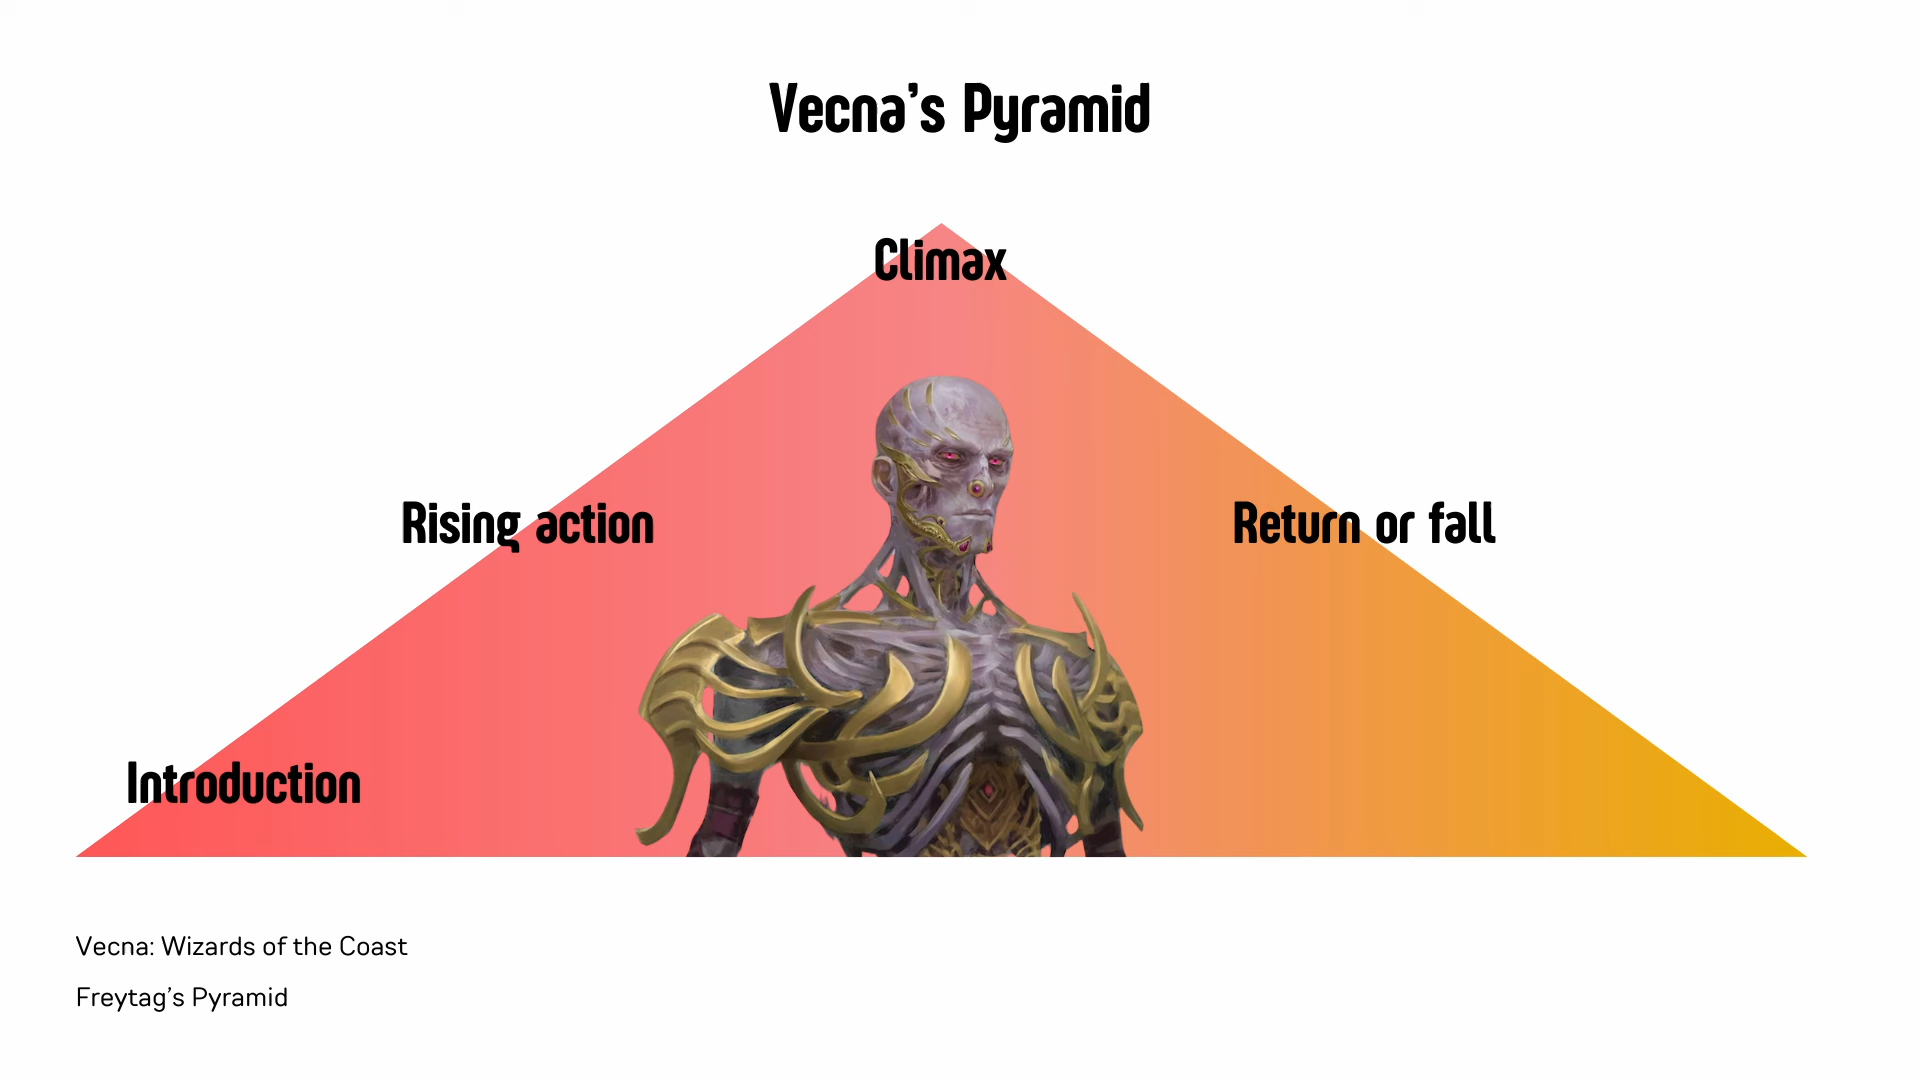 Vecna’s Pyramid
Climax
Rising action
Return or fall
Introduction
Vecna: Wizards of the Coast
Freytag’s Pyramid